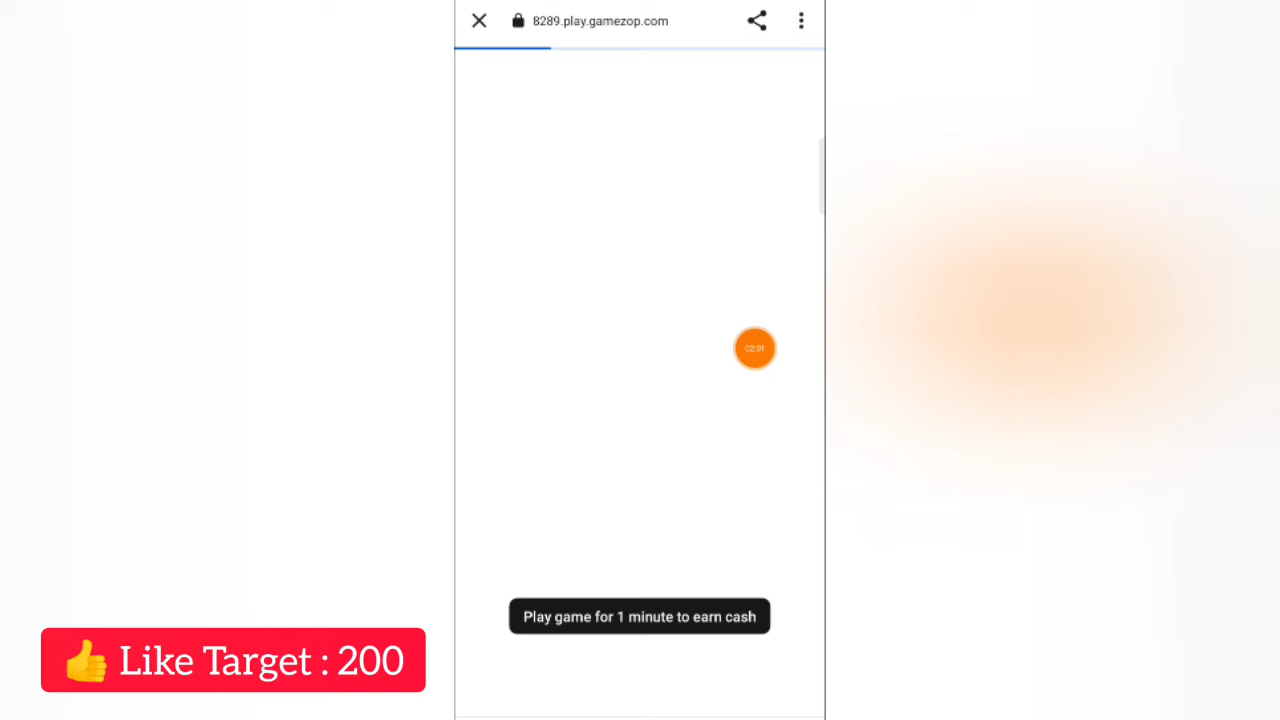 8289.play.gamezop.com
02:01
Play game for 1 minute to earn cash
👍 Like Target : 200